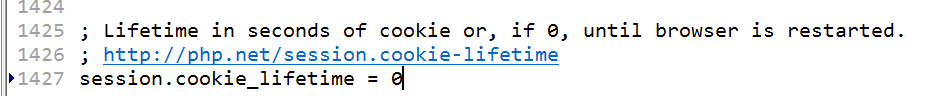 1424
1425 ; Lifetime in seconds of cookie or, if 0, until browser is restarted.
1426 ; http://php.net/session.cookie-lifetime
1427 session.cookie_lifetime = 0